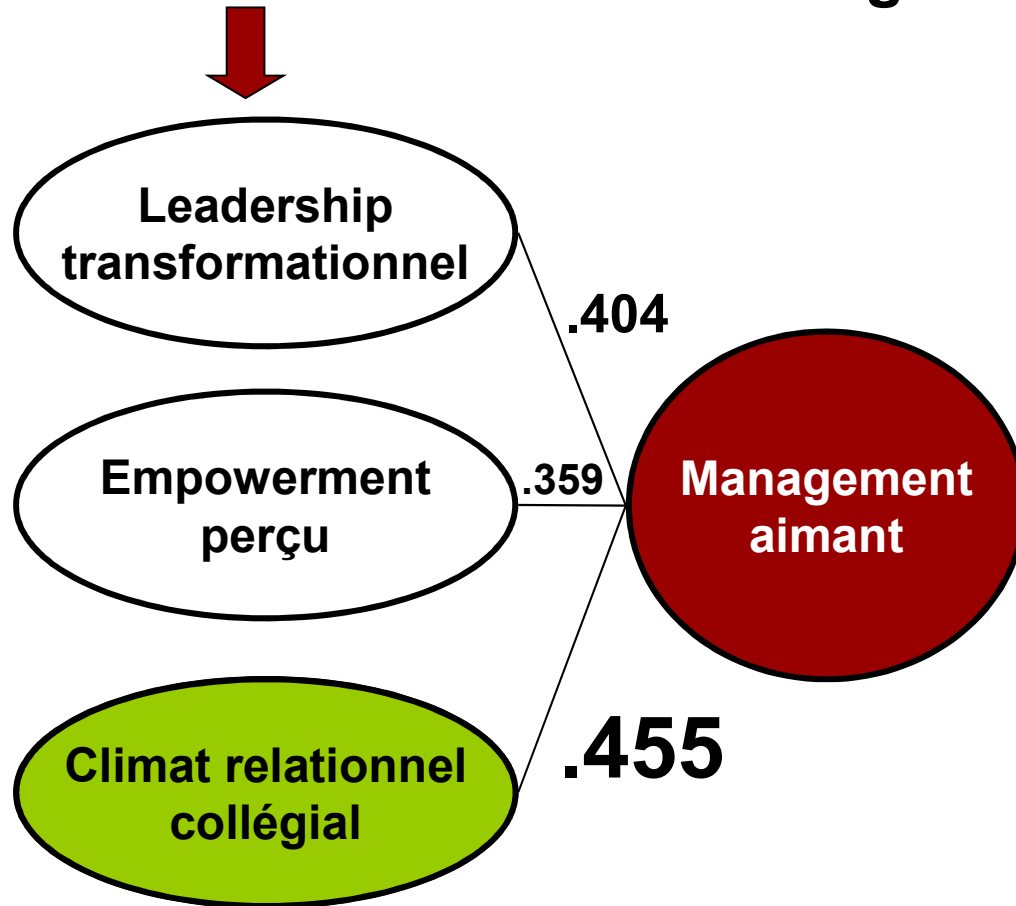 g
Leadership
transformationnel
.404
Empowerment
perçu
.359
Management
aimant
.455
Climat relationnel
collégial